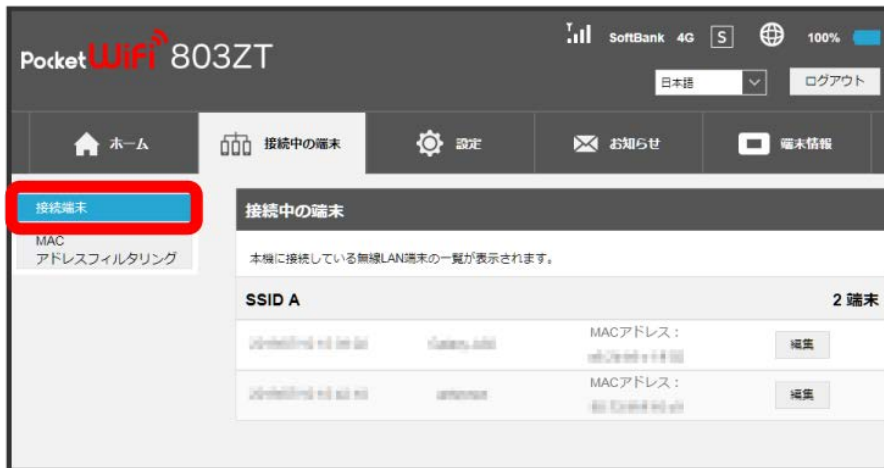 SoftBank 4G S 100%
Pocket WiFi 803ZT
日本語 ログアウト
ホーム 接続中の端末 設定 お知らせ 端末情報
接続端末
MAC
アドレスフィルタリング
接続中の端末
本機に接続している無線LAN端末の一覧が表示されます。
SSID A 2 端末
MACアドレス :
編集
MACアドレス :
編集